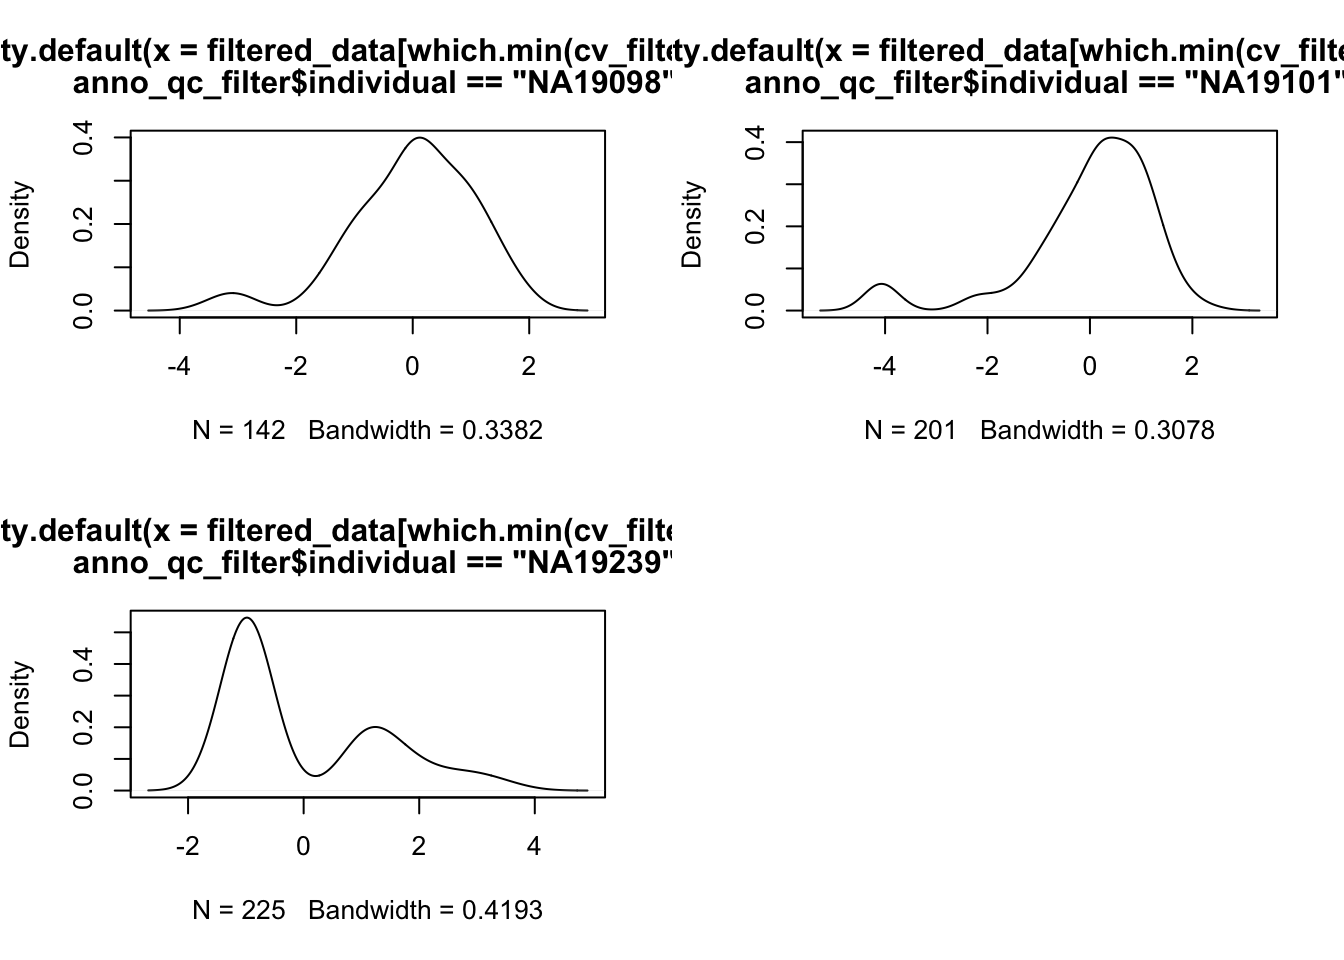 ty.default(x = filtered_data[which.min(cv_filte
anno_qc_filter$individual == "NA19098"
Density
0.0 0.2 0.4
-4 -2 0 2
N = 142 Bandwidth = 0.3382
ty.default(x = filtered_data[which.min(cv_filte
anno_qc_filter$individual == "NA19101"
Density
0.0 0.2 0.4
-4 -2 0 2
N = 201 Bandwidth = 0.3078
ty.default(x = filtered_data[which.min(cv_filte
anno_qc_filter$individual == "NA19239"
Density
0.0 0.2 0.4
-2 0 2 4
N = 225 Bandwidth = 0.4193